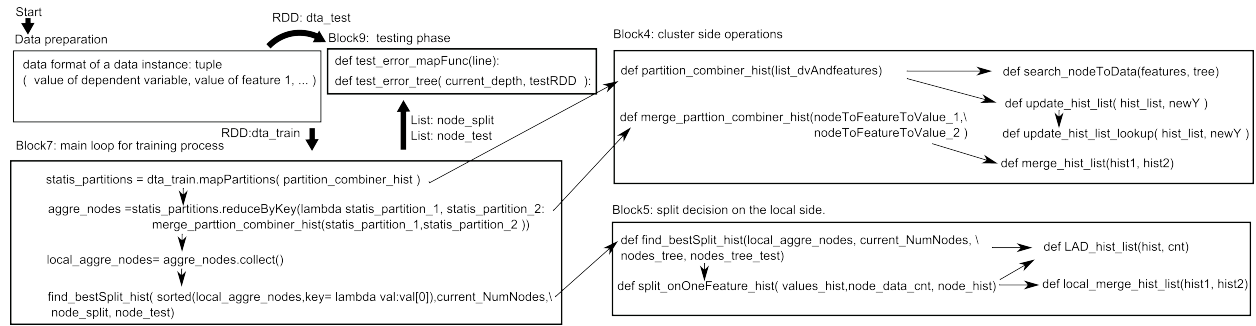 Start
Data preparation
data format of a data instance: tuple
( value of dependent variable, value of feature 1, ... )
RDD: dta_test
Block9: testing phase
def test_error_mapFunc(line):
def test_error_tree( current_depth, testRDD ):
List: node_split
List: node_test
RDD:dta_train
Block7: main loop for training process
statis_partitions = dta_train.mapPartitions( partition_combiner_hist )
aggre_nodes =statis_partitions.reduceByKey(lambda statis_partition_1, statis_partition_2:
merge_parttion_combiner_hist(statis_partition_1,statis_partition_2 ))
local_aggre_nodes= aggre_nodes.collect()
find_bestSplit_hist( sorted(local_aggre_nodes,key= lambda val:val[0]),current_NumNodes,\
node_split, node_test)
Block4: cluster side operations
def partition_combiner_hist(list_dvAndfeatures)
def merge_parttion_combiner_hist(nodeToFeatureToValue_1,\
nodeToFeatureToValue_2 )
def search_nodeToData(features, tree)
def update_hist_list( hist_list, newY )
def update_hist_list_lookup( hist_list, newY )
def merge_hist_list(hist1, hist2)
Block5: split decision on the local side.
def find_bestSplit_hist(local_aggre_nodes, current_NumNodes, \
nodes_tree, nodes_tree_test)
def split_onOneFeature_hist( values_hist,node_data_cnt, node_hist)
def LAD_hist_list(hist, cnt)
def local_merge_hist_list(hist1, hist2)